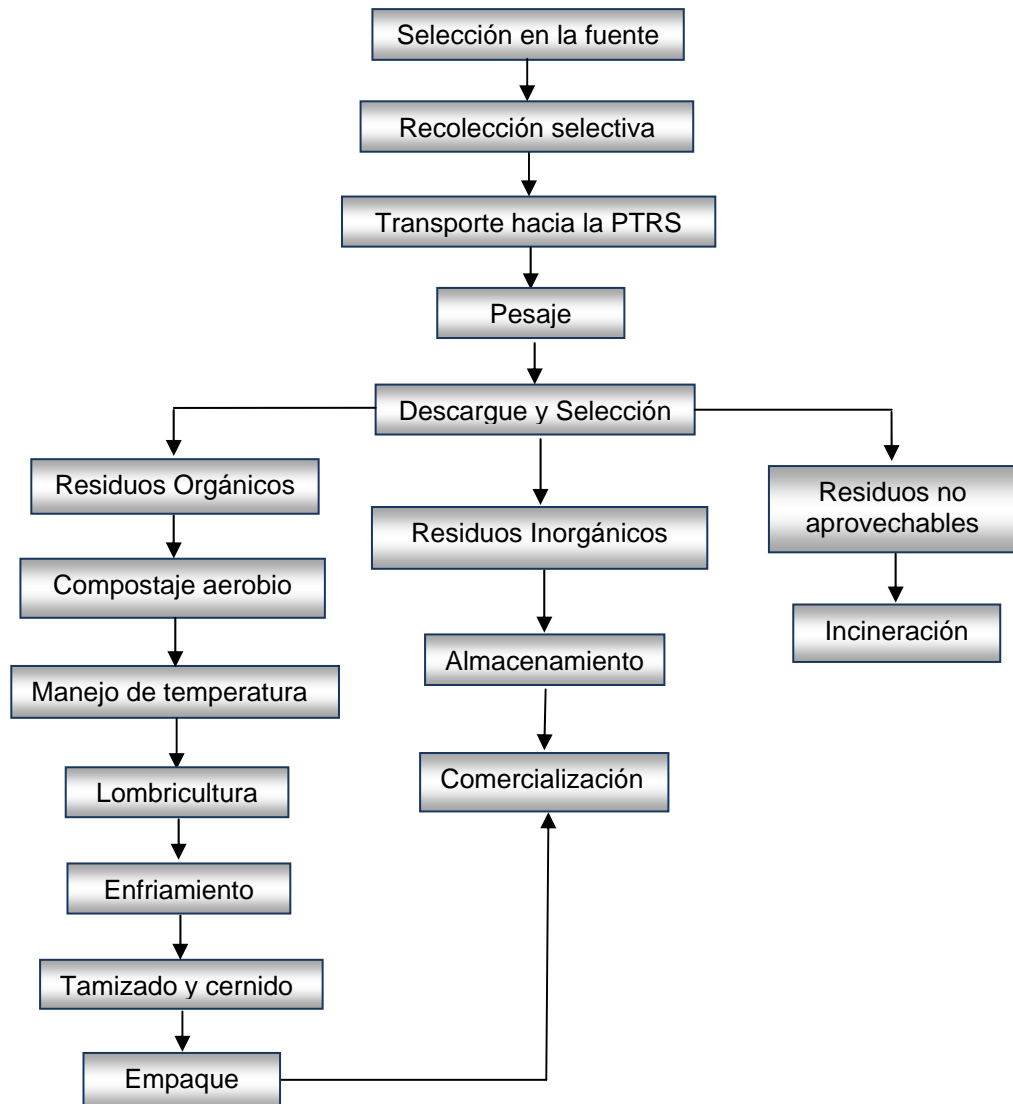 Selección en la fuente
Recolección selectiva
Transporte hacia la PTRS
Pesaje
Descargue y Selección
Residuos Orgánicos
Compostaje aerobio
Manejo de temperatura
Lombricultura
Enfriamiento
Tamizado y cernido
Empaque
Residuos Inorgánicos
Almacenamiento
Comercialización
Residuos no
aprovechables
Incineración